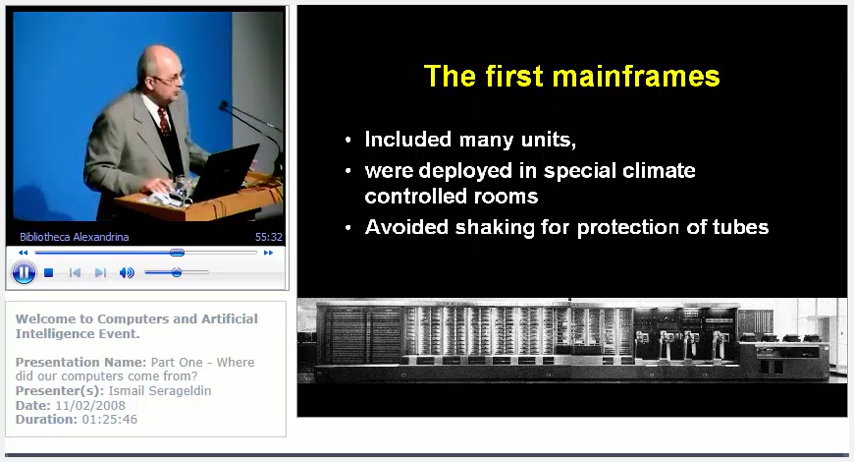 Bibliotheca Alexandrina 55:32
Welcome to Computers and Artificial
Intelligence Event.
Presentation Name: Part One - Where
did our computers come from?
Presenter(s): Ismail Serageldin
Date: 11/02/2008
Duration: 01:25:46
The first mainframes
• Included many units,
• were deployed in special climate
controlled rooms
• Avoided shaking for protection of tubes